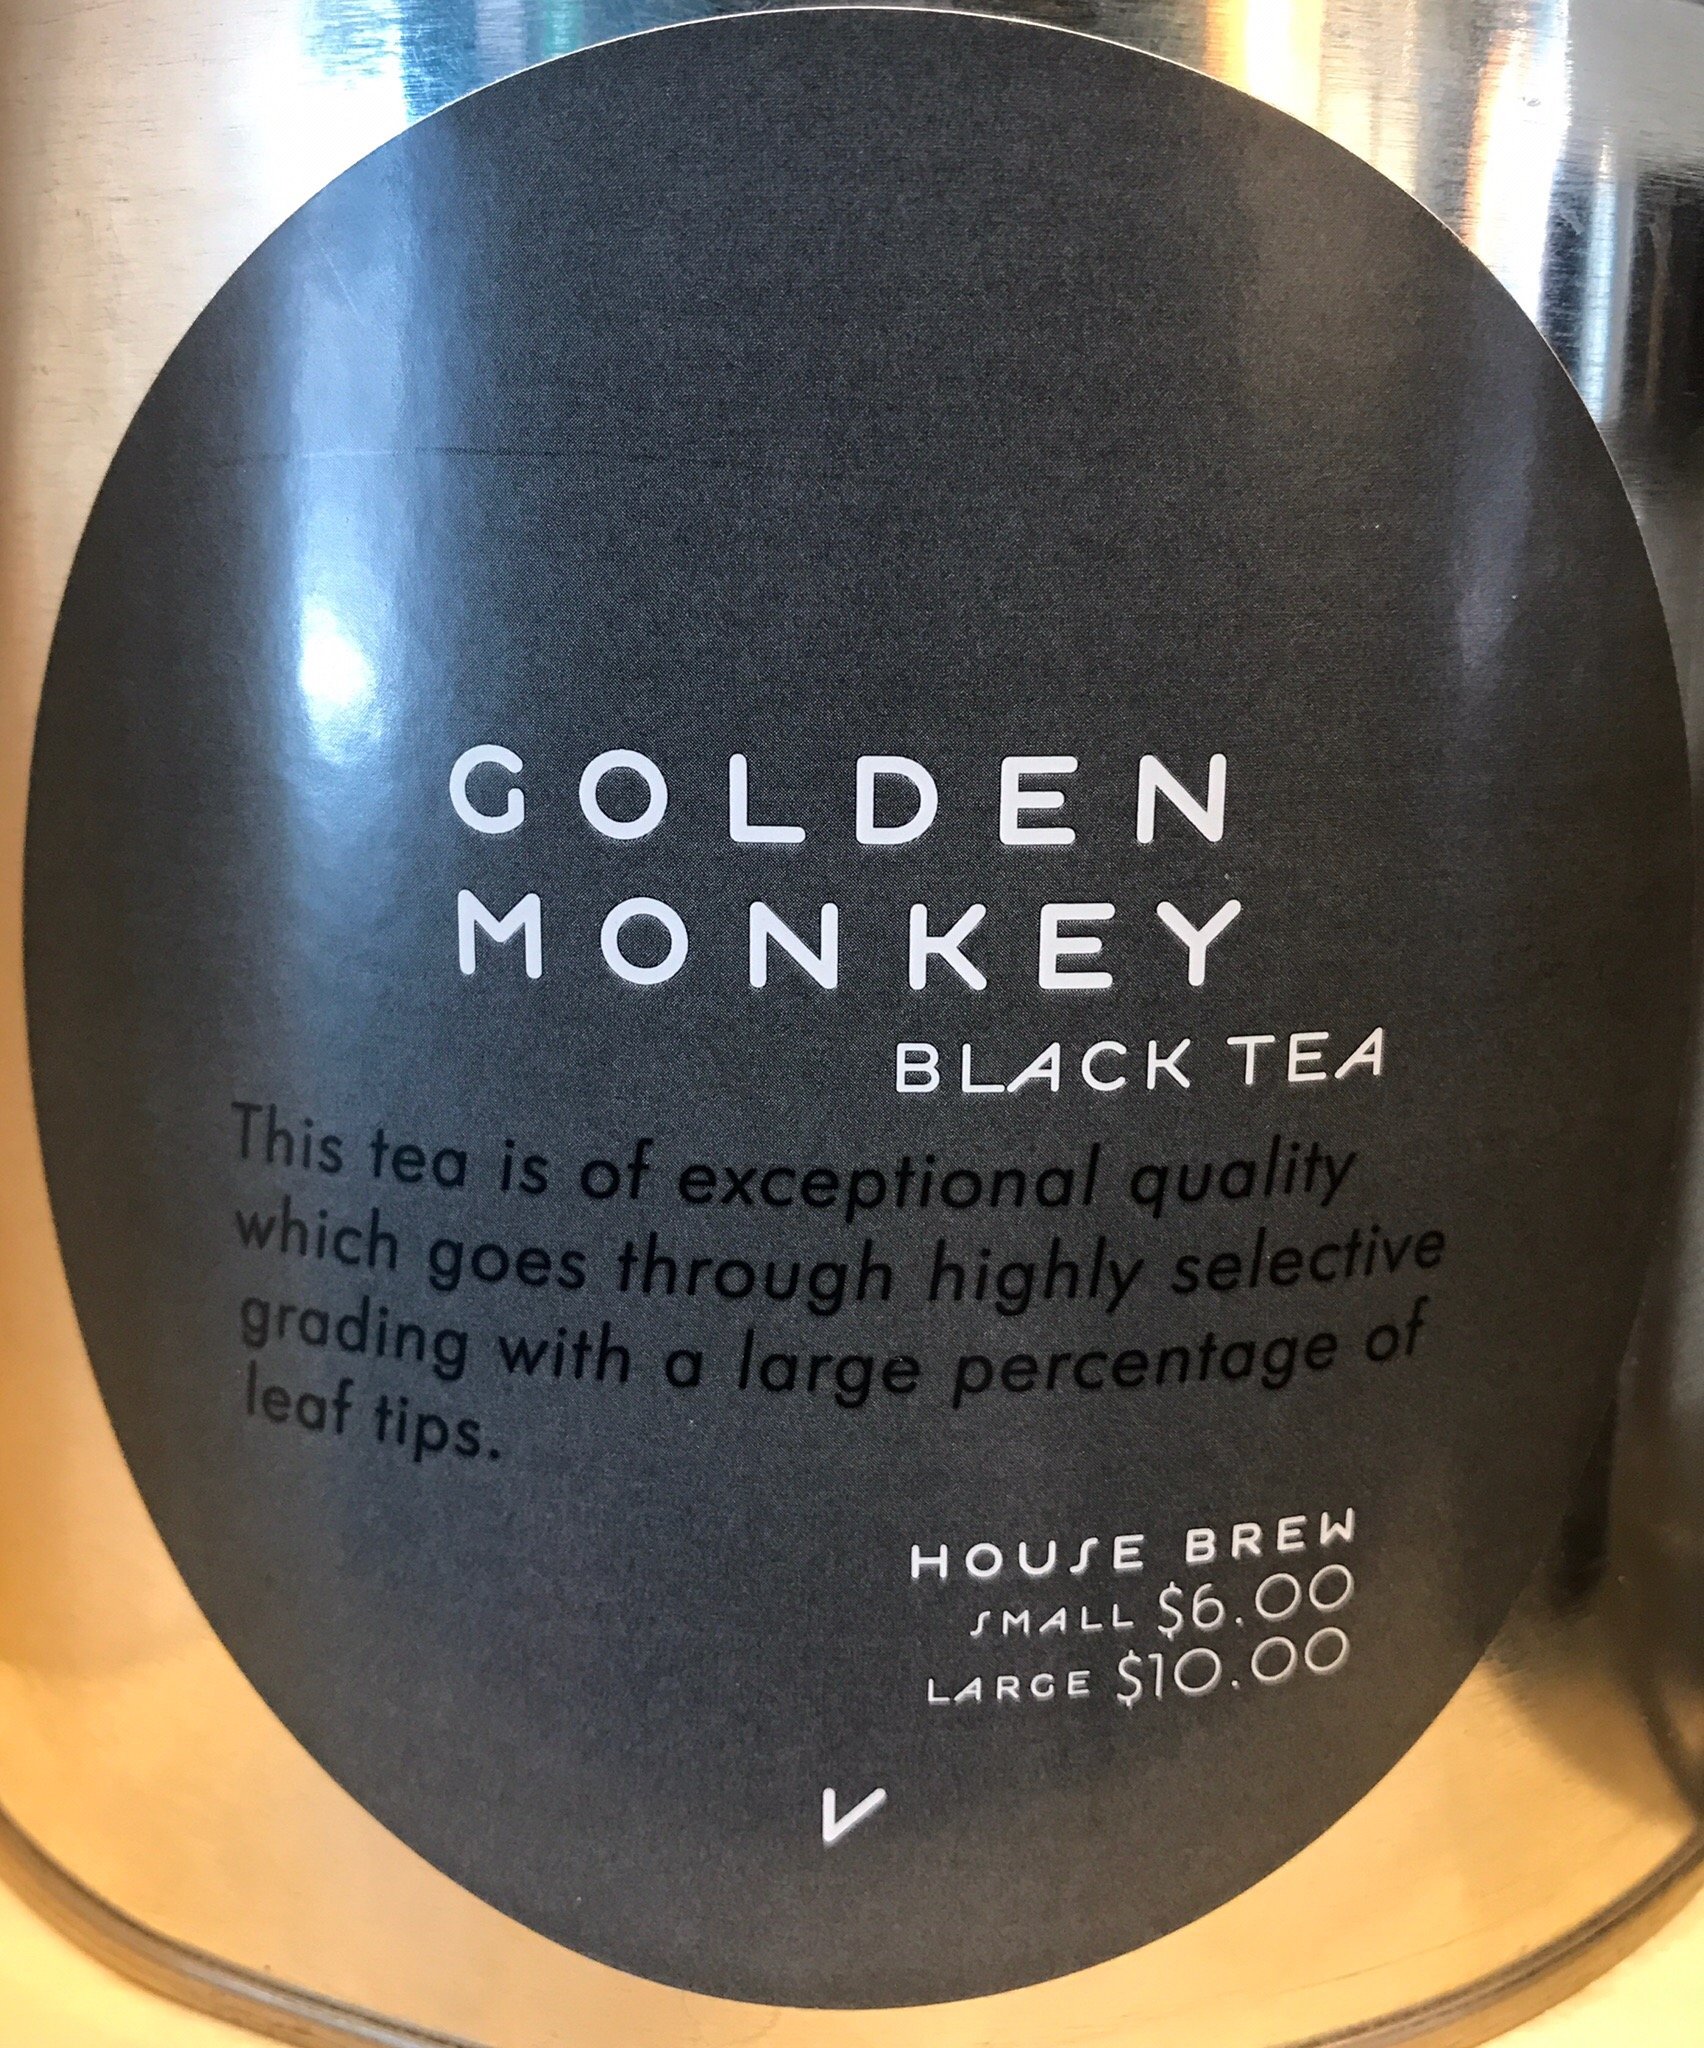 GOLDEN
MONKEY
BLACK TEA
This tea is of exceptional quality
which goes through highly selective
grading with a large percentage of
leaf tips.
HOUSE BREW
SMALL $6.00
LARGE $10.00
V